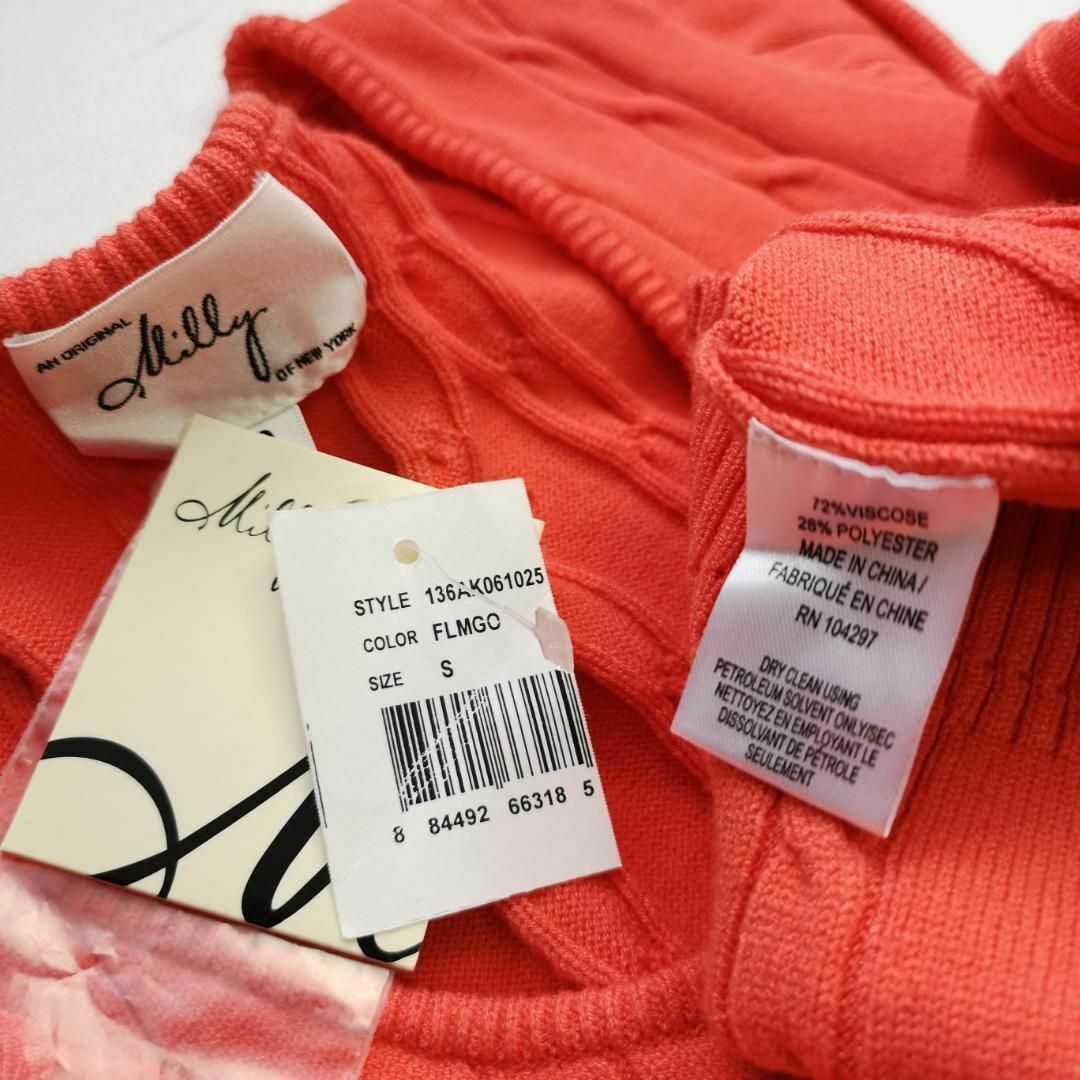 AN ORIGINAL
Milly
OF NEW YORK
Milly
STYLE 136AK061025
COLOR FLMGO
SIZE S
8 84492 66318 5
72%VISCOSE
28% POLYESTER
MADE IN CHINA/
FABRIQUÉ EN CHINE
RN 104297
DRY CLEAN USING
PETROLEUM SOLVENT ONLY/SEC
NETTOYEZ EN EMPLOYANT LE
DISSOLVANT DE PÉTROLE
SEULEMENT